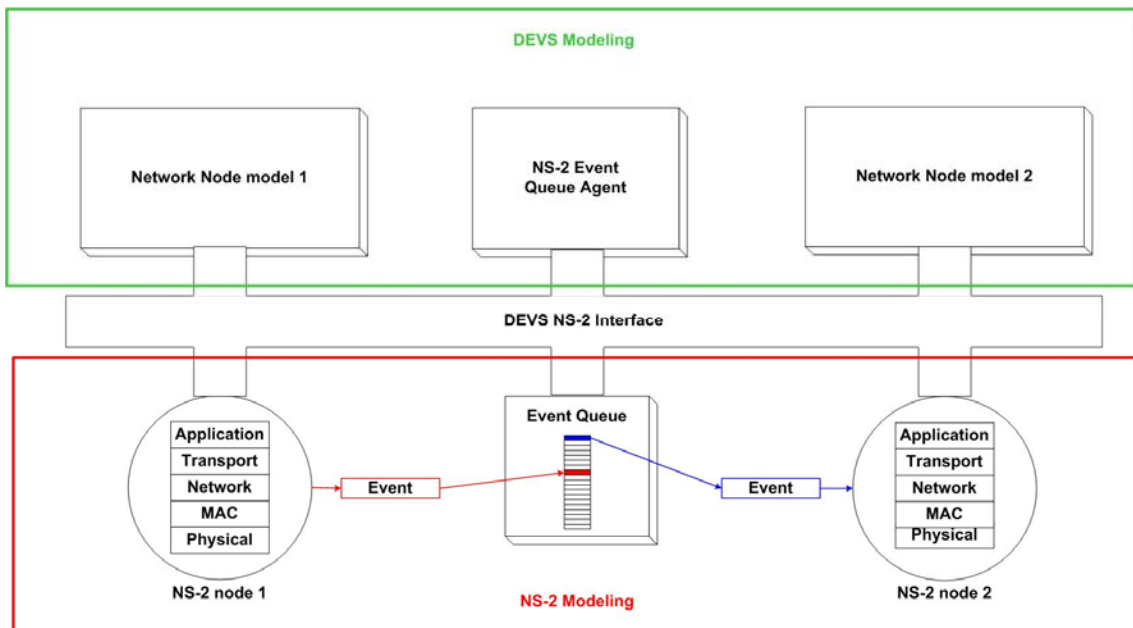 DEVS Modeling
Network Node model 1
NS-2 Event
Queue Agent
Network Node model 2
DEVS NS-2 Interface
Application
Transport
Network
MAC
Physical
NS-2 node 1
Event
Event Queue
Event
Application
Transport
Network
MAC
Physical
NS-2 node 2
NS-2 Modeling